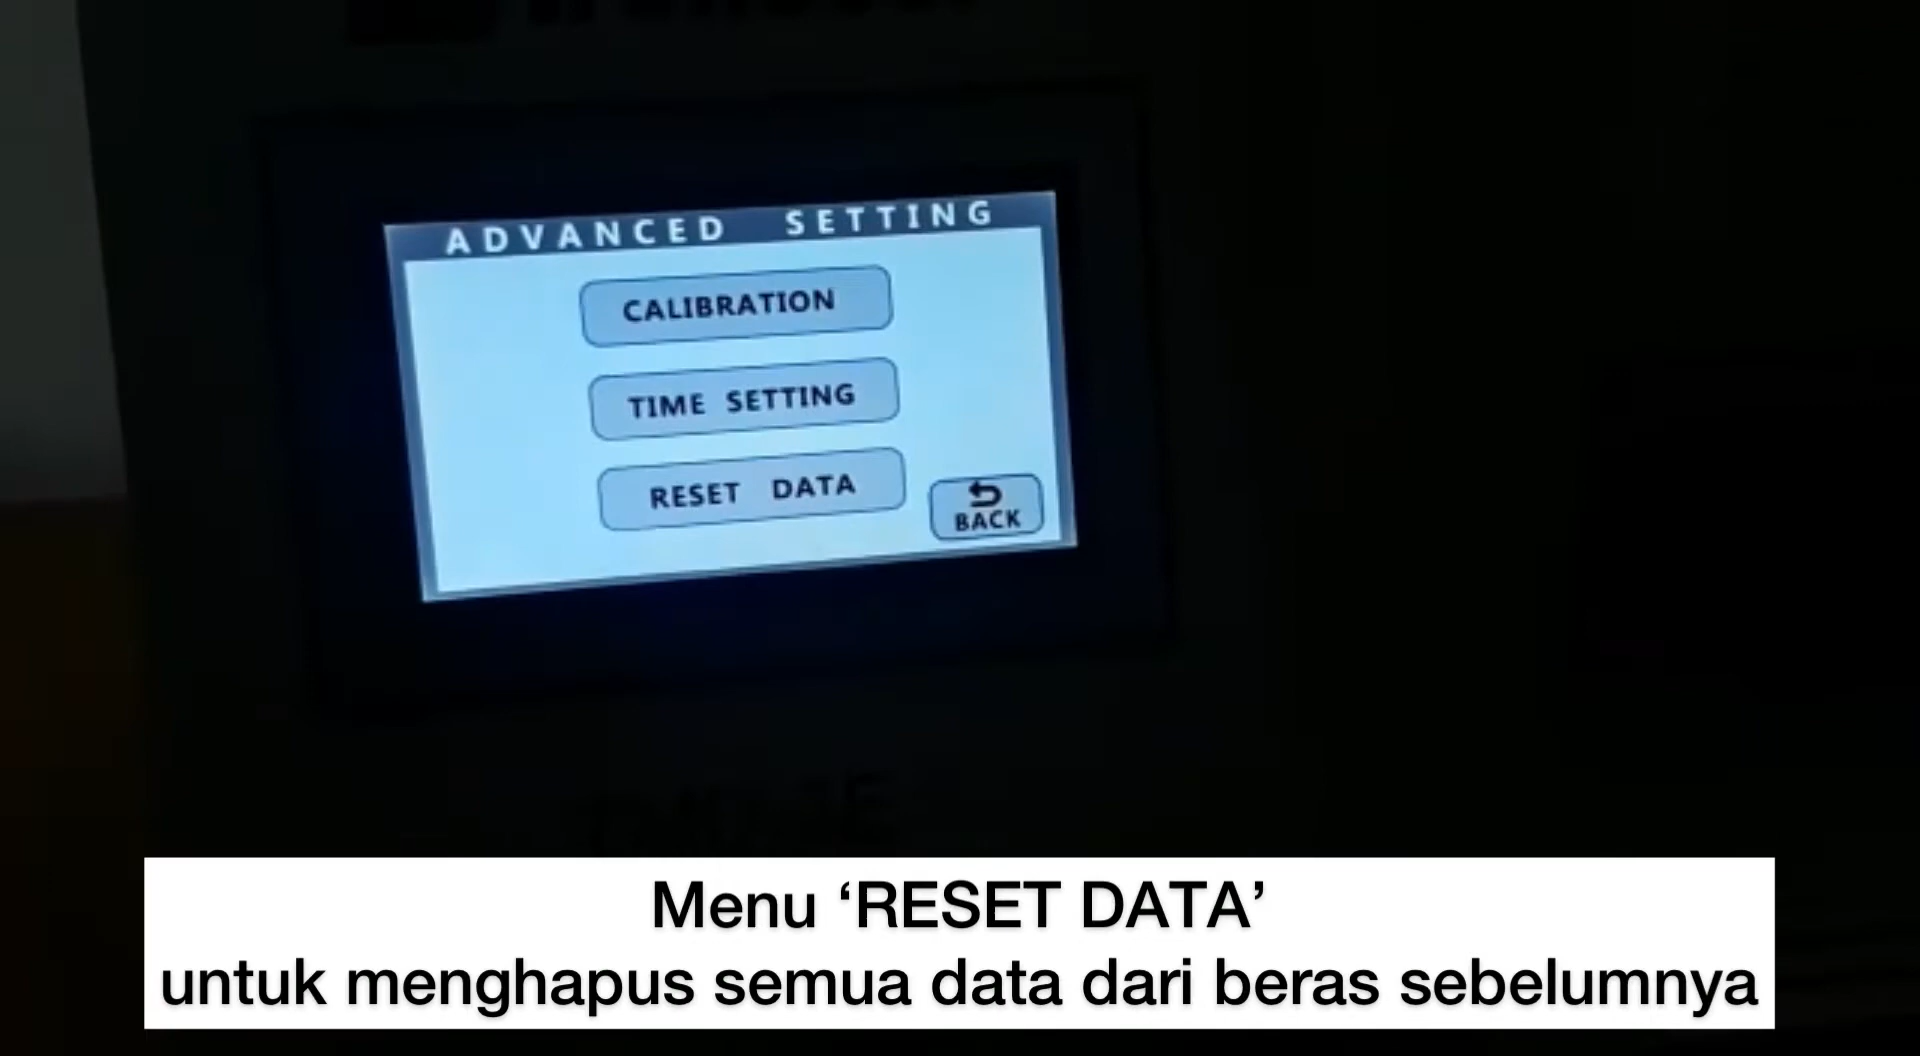 ADVANCED SETTING
CALIBRATION
TIME SETTING
RESET DATA
BACK
Menu ‘RESET DATA’
untuk menghapus semua data dari beras sebelumnya